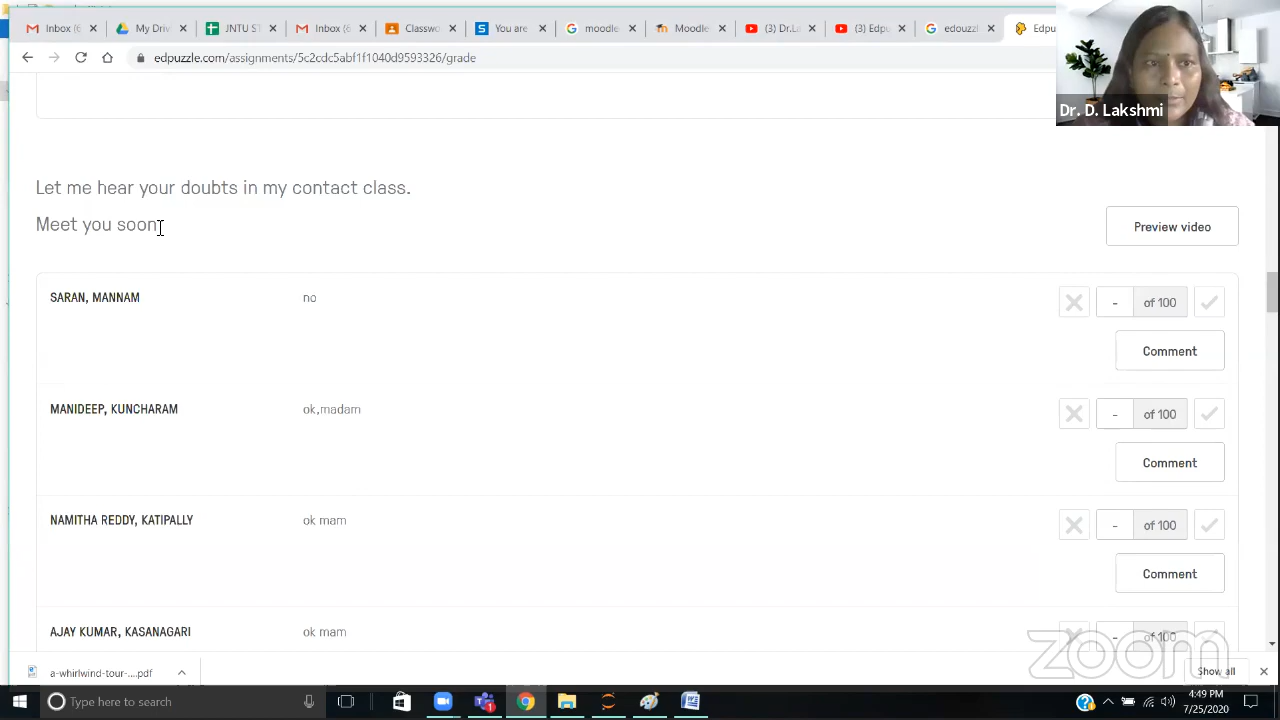 Inbox (6
My Driv
JNTU ST
Inbox (6
Classwo
You are
moodle
Moodle
Dr.La
(53) D
edpuzzl
Edpu
edpuzzle.com/assignments/5c2cdc5abf1f1040d9593326/grade
Dr. D. Lakshmi
Let me hear your doubts in my contact class.
Meet you soon
Preview video
SARAN, MANNAM no - of 100
Comment
MANIDEEP, KUNCHARAM ok,madam - of 100
Comment
NAMITHA REDDY, KATIPALLY ok mam - of 100
Comment
AJAY KUMAR, KASANAGARI ok mam - of 100
zoom
a-whirlwind-tour-....pdf
Show all
Type here to search
4:49 PM
7/25/2020